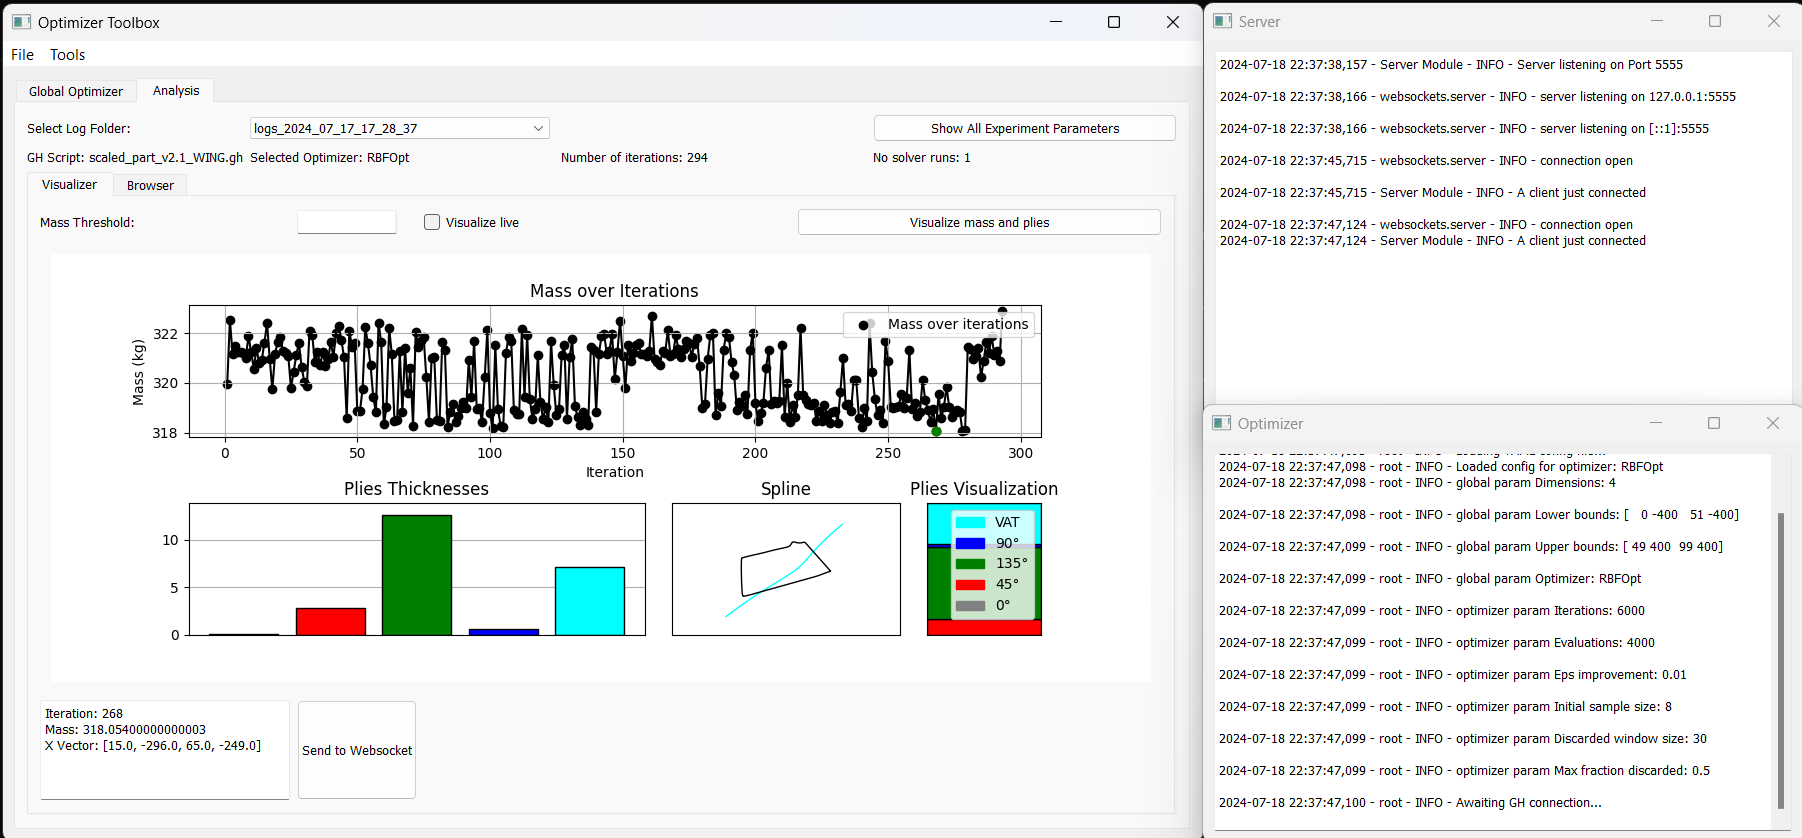 Optimizer Toolbox
File Tools
Global Optimizer Analysis
Select Log Folder: logs_2024_07_17_17_28_37 Show All Experiment Parameters
GH Script: scaled_part_v2.1_WING.gh Selected Optimizer: RBFOpt Number of iterations: 294 No solver runs: 1
Visualizer Browser
Mass Threshold: Visualize live Visualize mass and plies
Mass over Iterations
Mass over iterations
322
320
318
Mass (kg)
0 50 100 150 200 250 300
Iteration
Plies Thicknesses
10
5
0
Spline
Plies Visualization
VAT
90°
135°
45°
0°
Iteration: 268
Mass: 318.05400000000003
X Vector: [15.0, -296.0, 65.0, -249.0]
Send to Websocket
Server
2024-07-18 22:37:38,157 - Server Module - INFO - Server listening on Port 5555
2024-07-18 22:37:38,166 - websockets.server - INFO - server listening on 127.0.0.1:5555
2024-07-18 22:37:38,166 - websockets.server - INFO - server listening on [::1]:5555
2024-07-18 22:37:45,715 - websockets.server - INFO - connection open
2024-07-18 22:37:45,715 - Server Module - INFO - A client just connected
2024-07-18 22:37:47,124 - websockets.server - INFO - connection open
2024-07-18 22:37:47,124 - Server Module - INFO - A client just connected
Optimizer
2024-07-18 22:37:47,098 - root - INFO - Loaded config for optimizer: RBFOpt
2024-07-18 22:37:47,098 - root - INFO - global param Dimensions: 4
2024-07-18 22:37:47,098 - root - INFO - global param Lower bounds: [ 0 -400 51 -400]
2024-07-18 22:37:47,099 - root - INFO - global param Upper bounds: [ 49 400 99 400]
2024-07-18 22:37:47,099 - root - INFO - global param Optimizer: RBFOpt
2024-07-18 22:37:47,099 - root - INFO - optimizer param Iterations: 6000
2024-07-18 22:37:47,099 - root - INFO - optimizer param Evaluations: 4000
2024-07-18 22:37:47,099 - root - INFO - optimizer param Eps improvement: 0.01
2024-07-18 22:37:47,099 - root - INFO - optimizer param Initial sample size: 8
2024-07-18 22:37:47,099 - root - INFO - optimizer param Discarded window size: 30
2024-07-18 22:37:47,099 - root - INFO - optimizer param Max fraction discarded: 0.5
2024-07-18 22:37:47,100 - root - INFO - Awaiting GH connection...